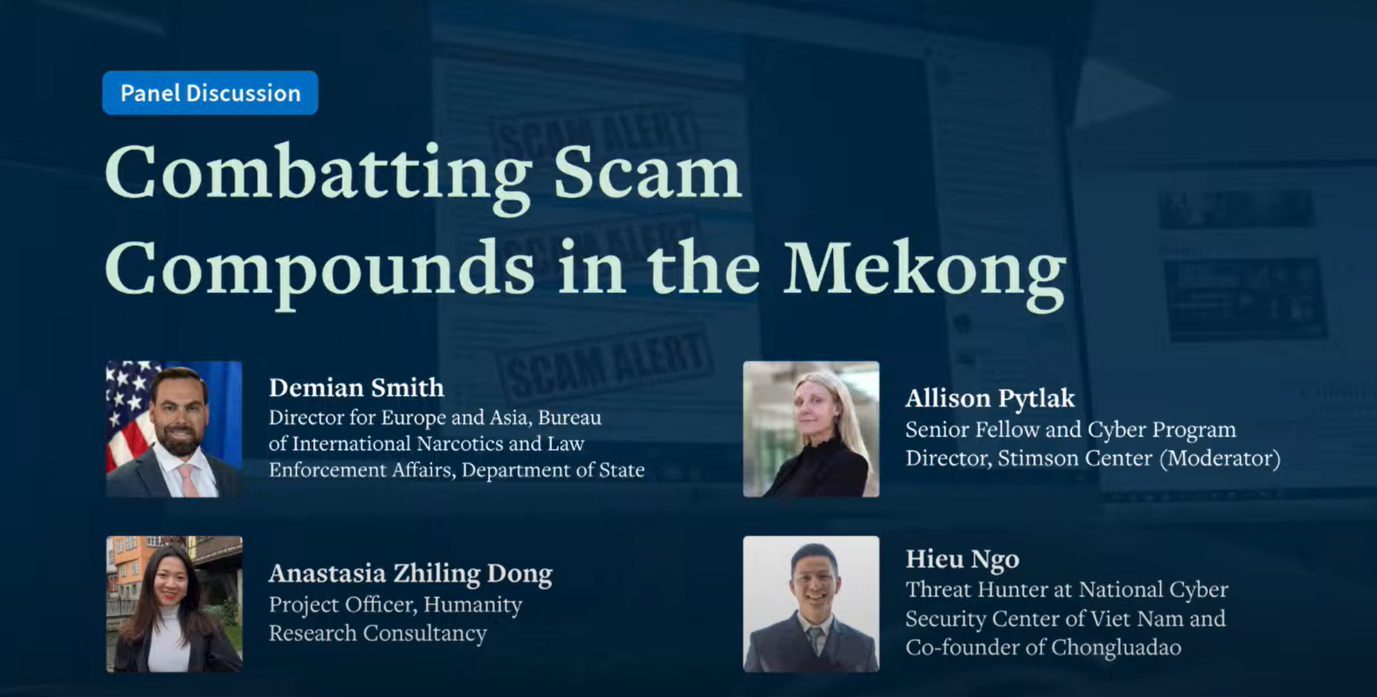 Panel Discussion
SCAM ALERT
Combatting Scam
SCAM ALERT
Compounds in the Mekong
SCAM ALERT
Demian Smith
Director for Europe and Asia, Bureau
of International Narcotics and Law
Enforcement Affairs, Department of State
Allison Pytlak
Senior Fellow and Cyber Program
Director, Stimson Center (Moderator)
Anastasia Zhiling Dong
Project Officer, Humanity
Research Consultancy
Hieu Ngo
Threat Hunter at National Cyber
Security Center of Viet Nam and
Co-founder of Chongluadao